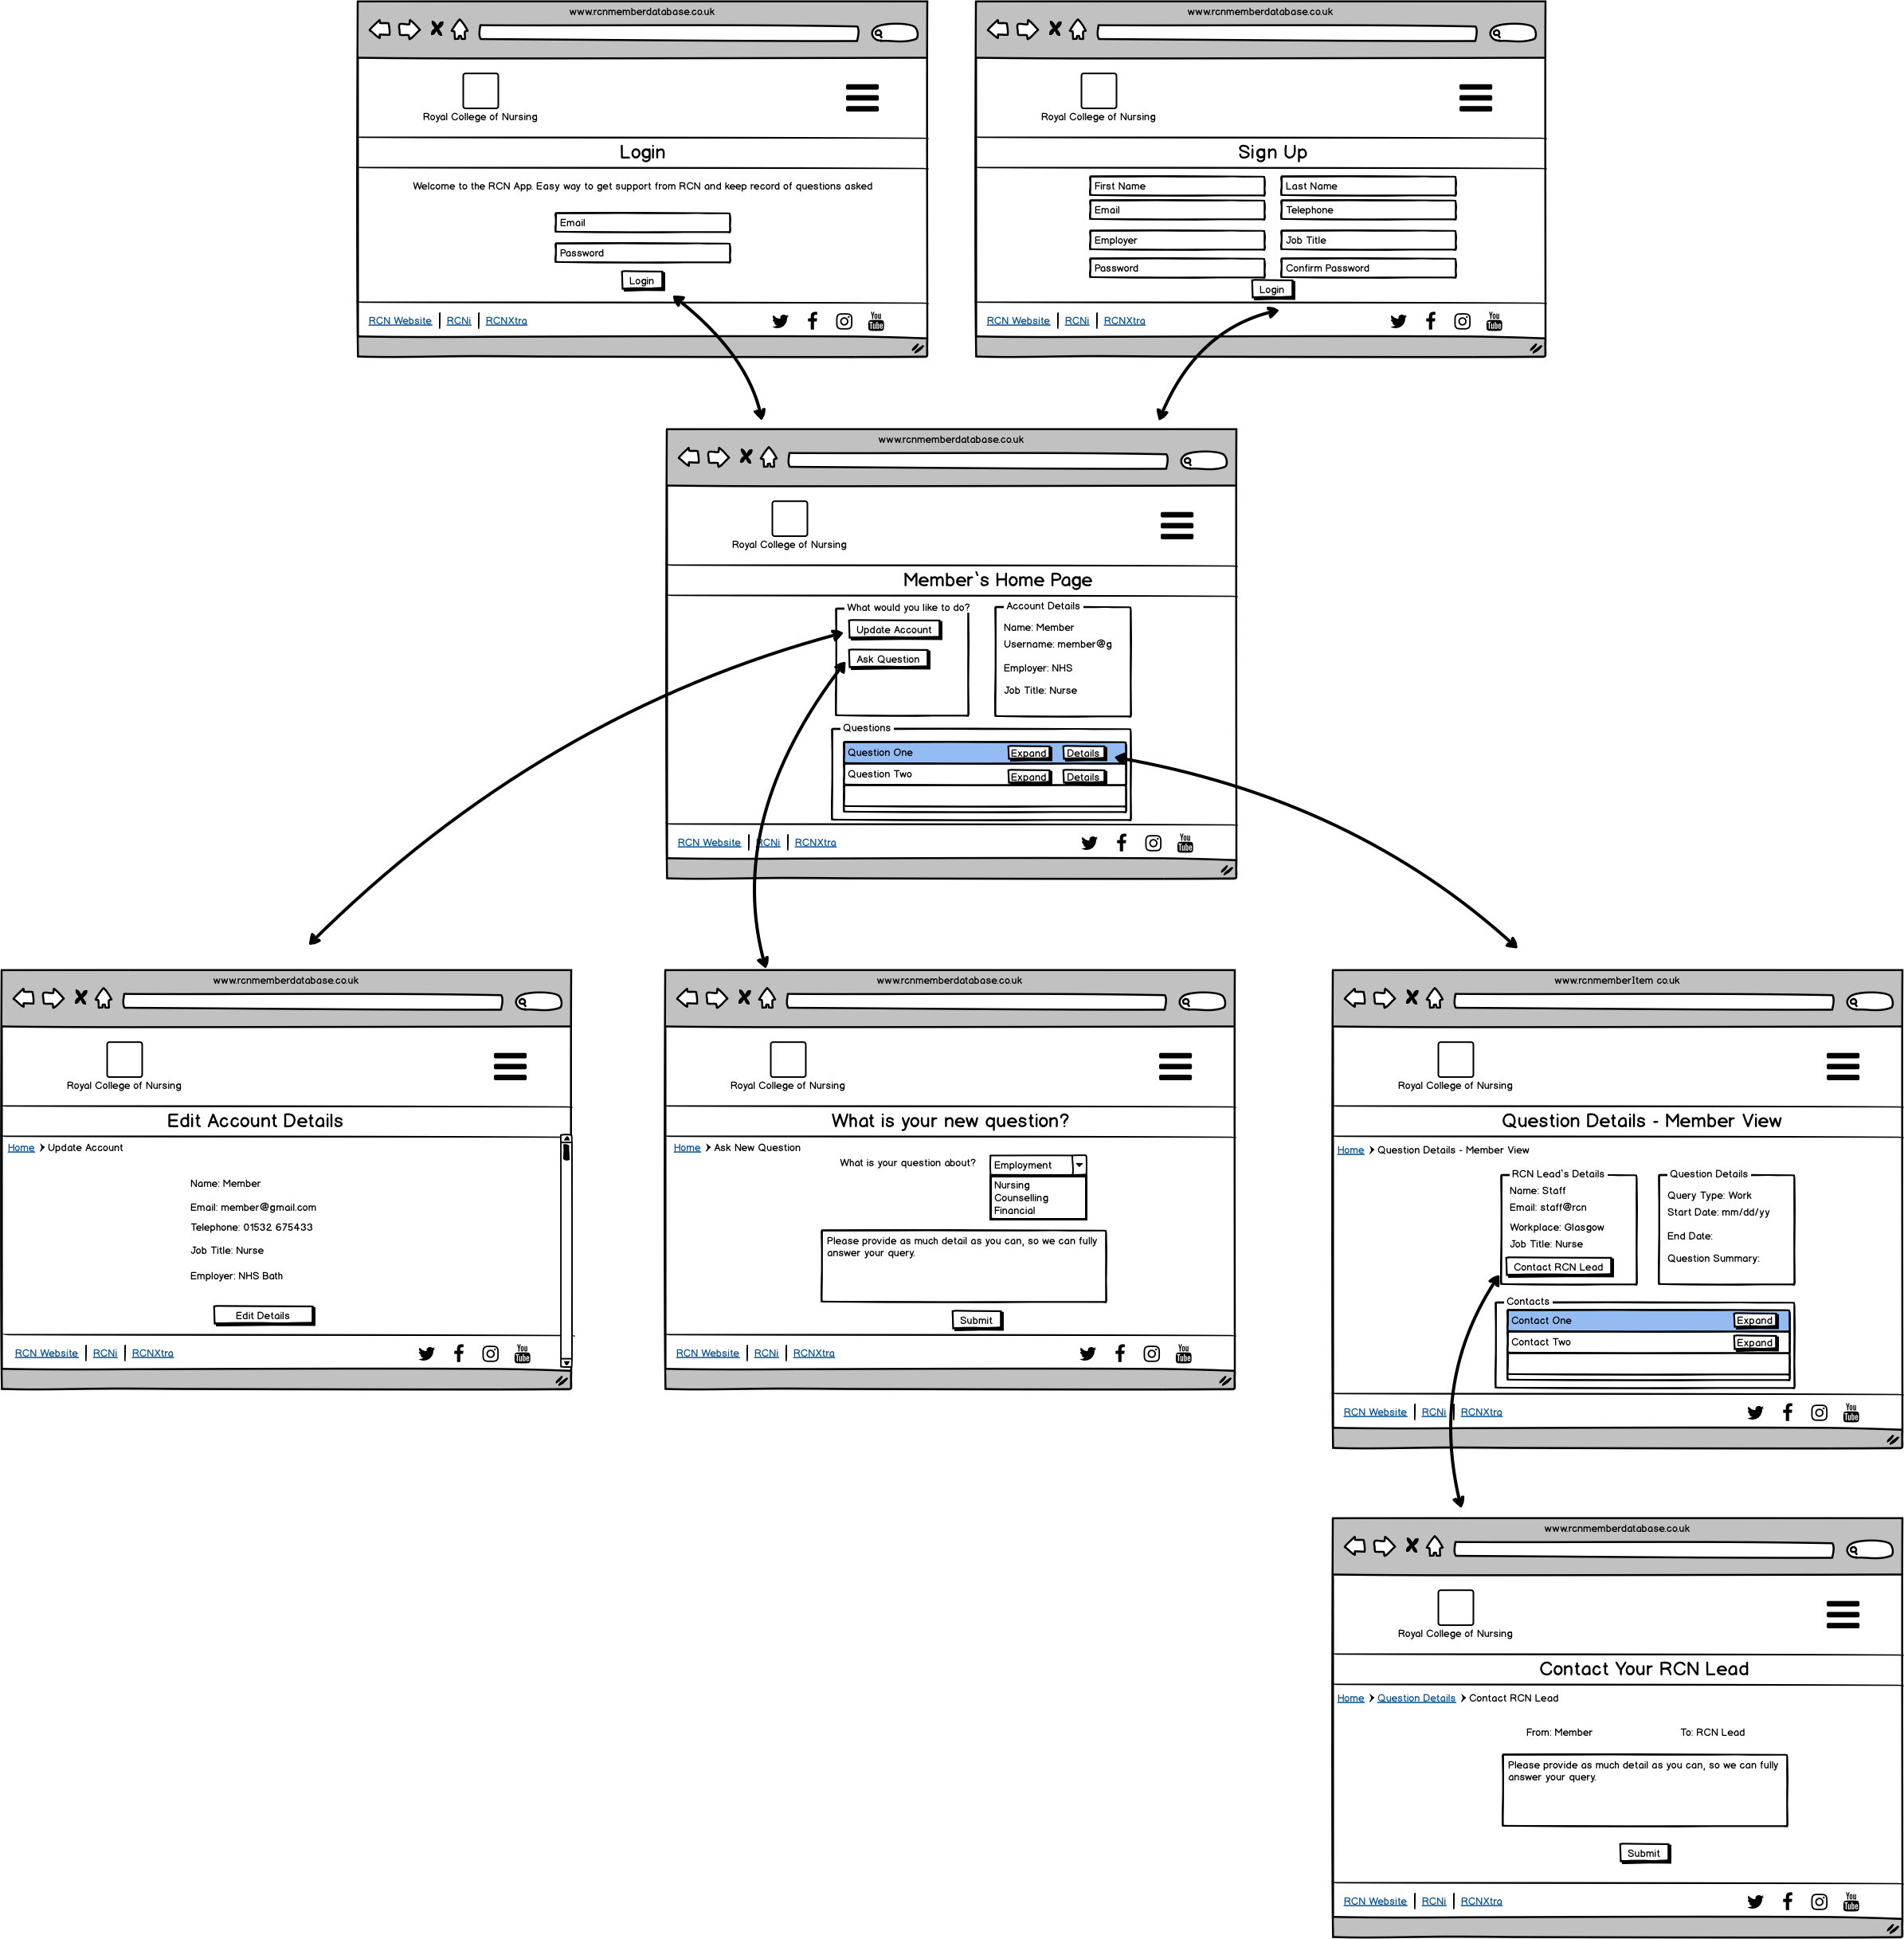 www.rcnmemberdatabase.co.uk
Royal College of Nursing
Login
Welcome to the RCN App. Easy way to get support from RCN and keep record of questions asked
Email
Password
Login
RCN Website
RCNi
RCNXtra
You
Tube
www.rcnmemberdatabase.co.uk
Royal College of Nursing
Sign Up
First Name
Last Name
Email
Telephone
Employer
Job Title
Password
Confirm Password
Login
RCN Website
RCNi
RCNXtra
You
Tube
www.rcnmemberdatabase.co.uk
Royal College of Nursing
Member`s Home Page
What would you like to do?
Update Account
Ask Question
Account Details
Name: Member
Username: member@g
Employer: NHS
Job Title: Nurse
Questions
Question One
Expand
Details
Question Two
Expand
Details
RCN Website
RCNi
RCNXtra
You
Tube
www.rcnmemberdatabase.co.uk
Royal College of Nursing
Edit Account Details
Home
Update Account
Name: Member
Email: member@gmail.com
Telephone: 01532 675433
Job Title: Nurse
Employer: NHS Bath
Edit Details
RCN Website
RCNi
RCNXtra
You
Tube
www.rcnmemberdatabase.co.uk
Royal College of Nursing
What is your new question?
Home
Ask New Question
What is your question about?
Employment
Nursing
Counselling
Financial
Please provide as much detail as you can, so we can fully
answer your query.
Submit
RCN Website
RCNi
RCNXtra
You
Tube
www.rcnmemberItem co.uk
Royal College of Nursing
Question Details - Member View
Home
Question Details - Member View
RCN Lead`s Details
Name: Staff
Email: staff@rcn
Workplace: Glasgow
Job Title: Nurse
Contact RCN Lead
Question Details
Query Type: Work
Start Date: mm/dd/yy
End Date:
Question Summary:
Contacts
Contact One
Expand
Contact Two
Expand
RCN Website
RCNi
RCNXtra
You
Tube
www.rcnmemberdatabase.co.uk
Royal College of Nursing
Contact Your RCN Lead
Home
Question Details
Contact RCN Lead
From: Member
To: RCN Lead
Please provide as much detail as you can, so we can fully
answer your query.
Submit
RCN Website
RCNi
RCNXtra
You
Tube